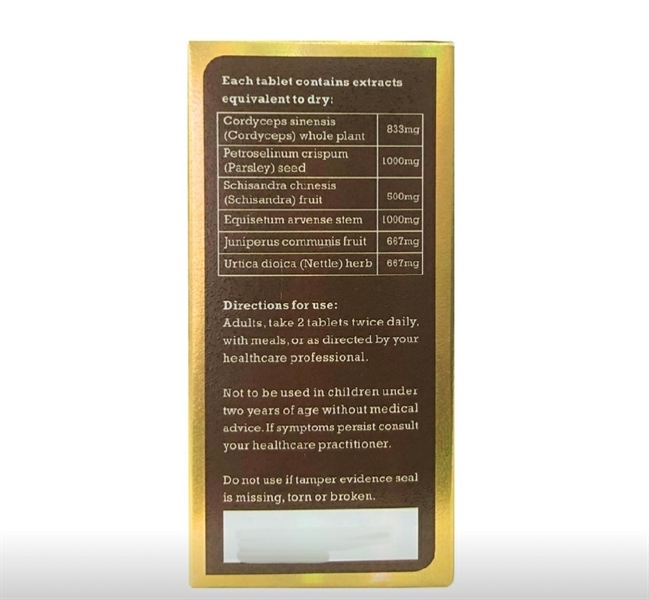 Each tablet contains extracts
equivalent to dry:
Cordyceps sinensis
(Cordyceps) whole plant 833mg
Petroselinum crispum
(Parsley) seed 1000mg
Schisandra chinesis
(Schisandra) fruit 500mg
Equisetum arvense stem 1000mg
Juniperus communis fruit 667mg
Urtica dioica (Nettle) herb 667mg
Directions for use:
Adults, take 2 tablets twice daily,
with meals, or as directed by your
healthcare professional.
Not to be used in children under
two years of age without medical
advice. If symptoms persist consult
your healthcare practitioner.
Do not use if tamper evidence seal
is missing, torn or broken.